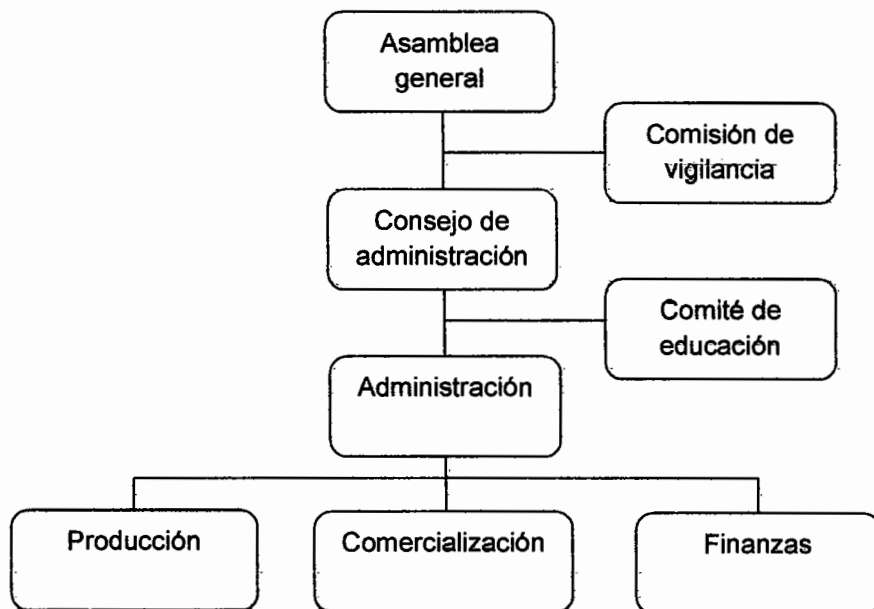 Asamblea
general
Comisión de
vigilancia
Consejo de
administración
Comité de
educación
Administración
Producción
Comercialización
Finanzas